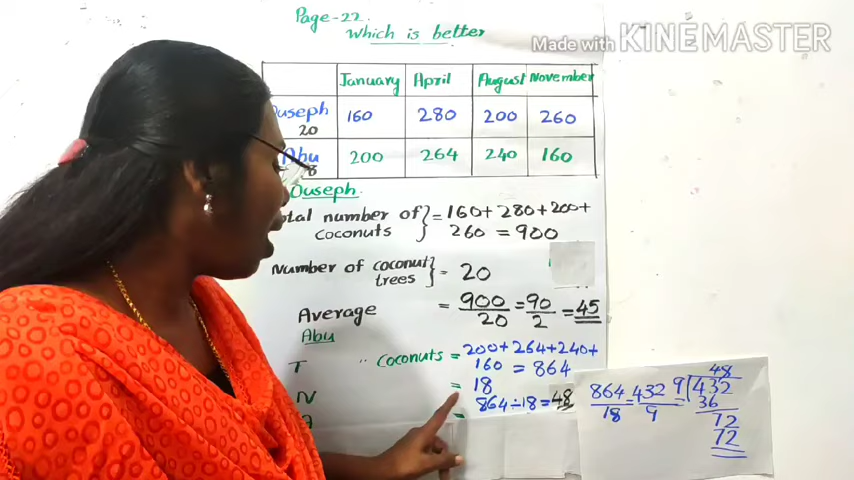 Page-22
Which is better
Made with KINEMASTER
January April August November
Ouseph 160 280 200 260
20
Abu 200 264 240 160
Ouseph
Total number of coconuts } = 160+280+200+
260 = 900
Number of coconut trees } = 20
Average = 900/20 = 90/2 = 45
Abu
T " coconuts = 200+264+240+
160 = 864
N = 18
A = 864÷18=48
864/18 = 432/9 = 9)432
48
36
72
72